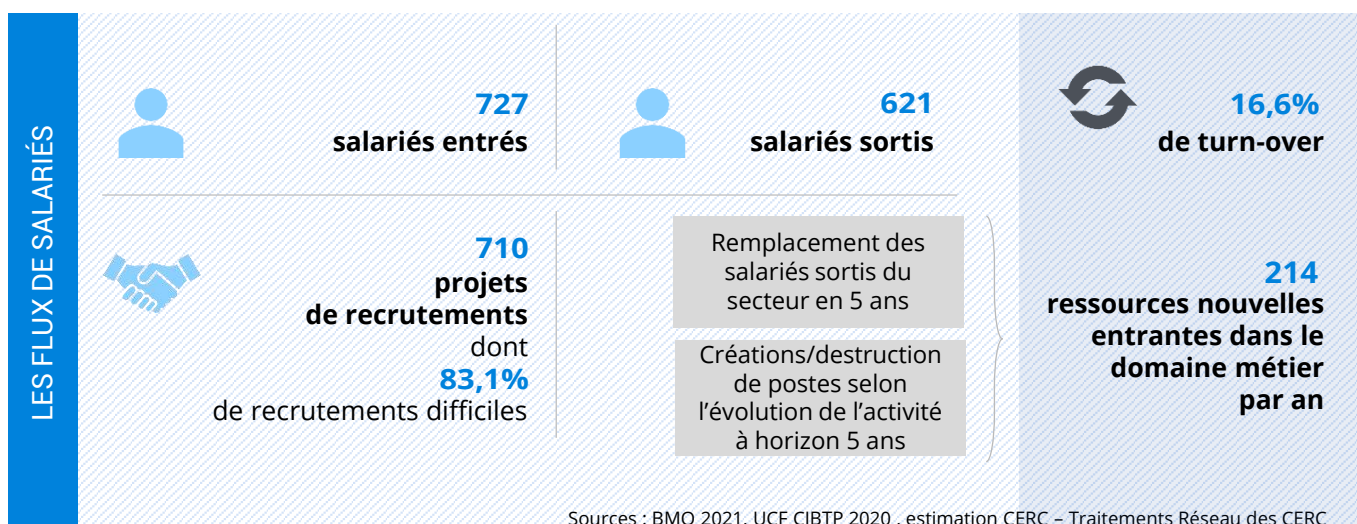 LES FLUX DE SALARIÉS
727
salariés entrés
621
salariés sortis
16,6%
de turn-over
710
projets
de recrutements
dont
83,1%
de recrutements difficiles
Remplacement des
salariés sortis du
secteur en 5 ans
Créations/destruction
de postes selon
l'évolution de l'activité
à horizon 5 ans
214
ressources nouvelles
entrantes dans le
domaine métier
par an
Sources : BMO 2021, UCF CIBTP 2020 , estimation CERC – Traitements Réseau des CERC